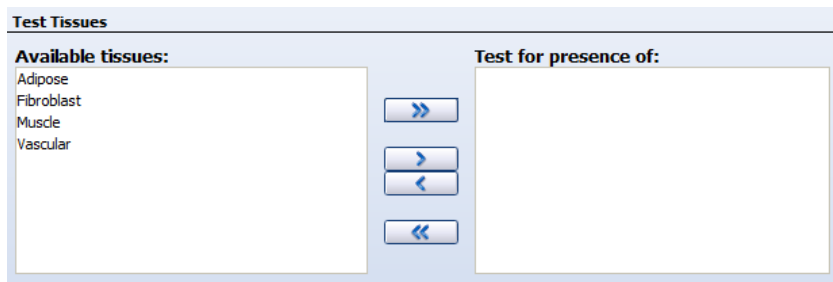 Test Tissues
Available tissues:
Adipose
Fibroblast
Muscle
Vascular
Test for presence of: